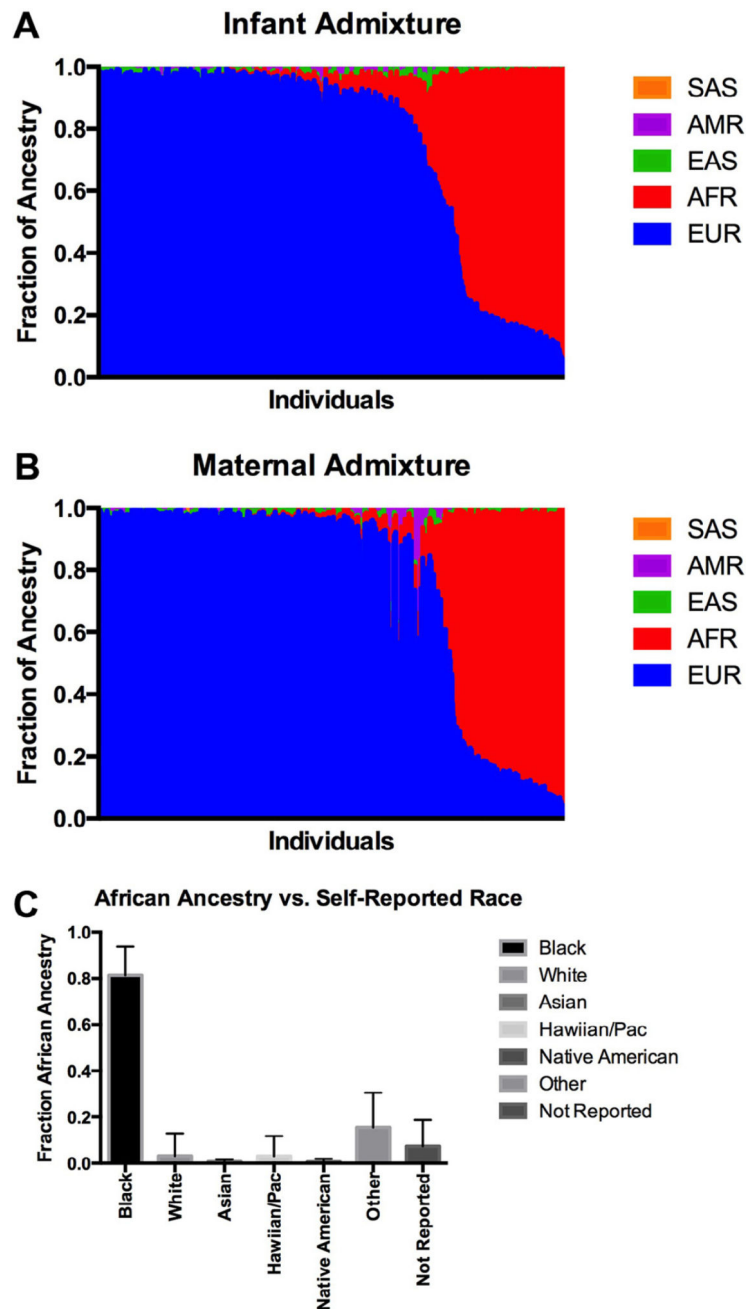 A
Infant Admixture
Fraction of Ancestry
1.0
0.8
0.6
0.4
0.2
0.0
Individuals
SAS
AMR
EAS
AFR
EUR
B
Maternal Admixture
Fraction of Ancestry
1.0
0.8
0.6
0.4
0.2
0.0
Individuals
SAS
AMR
EAS
AFR
EUR
C
African Ancestry vs. Self-Reported Race
Fraction African Ancestry
1.0
0.8
0.6
0.4
0.2
0.0
Black
White
Asian
Hawiian/Pac
Native American
Other
Not Reported
Black
White
Asian
Hawiian/Pac
Native American
Other
Not Reported